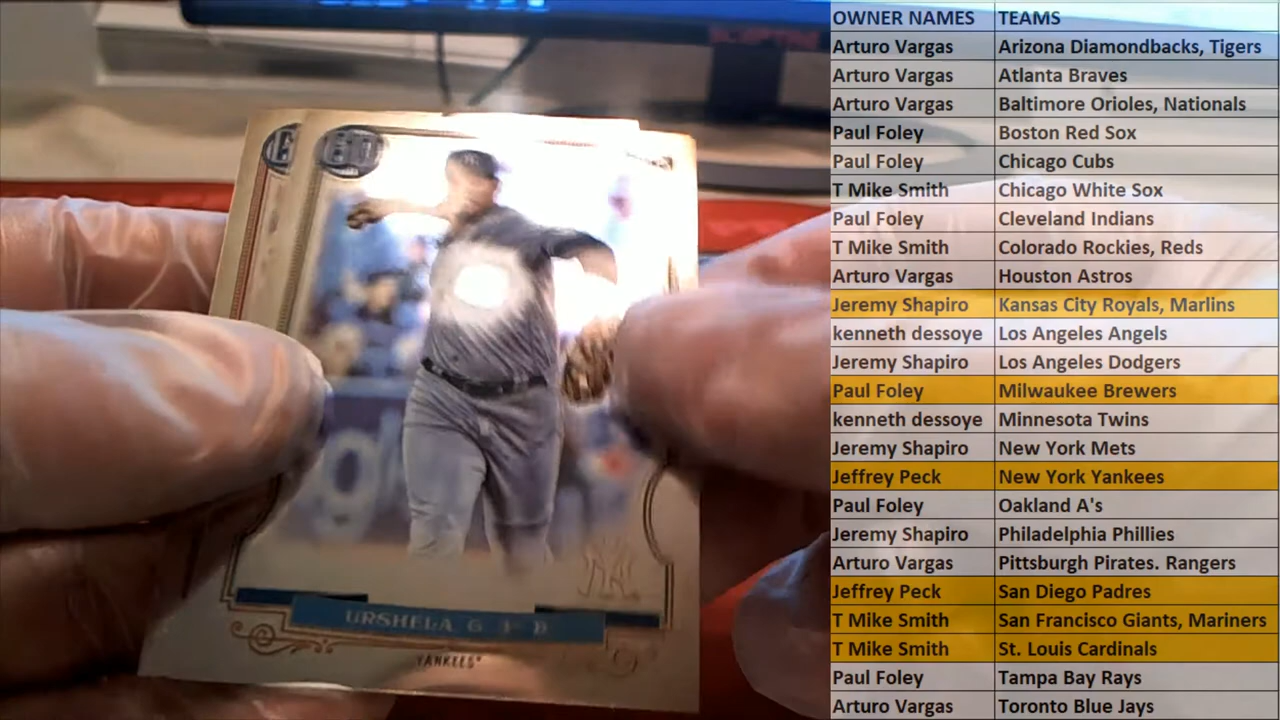 OWNER NAMES TEAMS
Arturo Vargas Arizona Diamondbacks, Tigers
Arturo Vargas Atlanta Braves
Arturo Vargas Baltimore Orioles, Nationals
Paul Foley Boston Red Sox
Paul Foley Chicago Cubs
T Mike Smith Chicago White Sox
Paul Foley Cleveland Indians
T Mike Smith Colorado Rockies, Reds
Arturo Vargas Houston Astros
Jeremy Shapiro Kansas City Royals, Marlins
kenneth dessoye Los Angeles Angels
Jeremy Shapiro Los Angeles Dodgers
Paul Foley Milwaukee Brewers
kenneth dessoye Minnesota Twins
Jeremy Shapiro New York Mets
Jeffrey Peck New York Yankees
Paul Foley Oakland A's
Jeremy Shapiro Philadelphia Phillies
Arturo Vargas Pittsburgh Pirates. Rangers
Jeffrey Peck San Diego Padres
T Mike Smith San Francisco Giants, Mariners
T Mike Smith St. Louis Cardinals
Paul Foley Tampa Bay Rays
Arturo Vargas Toronto Blue Jays
URSHELA G 3 B
YANKEES